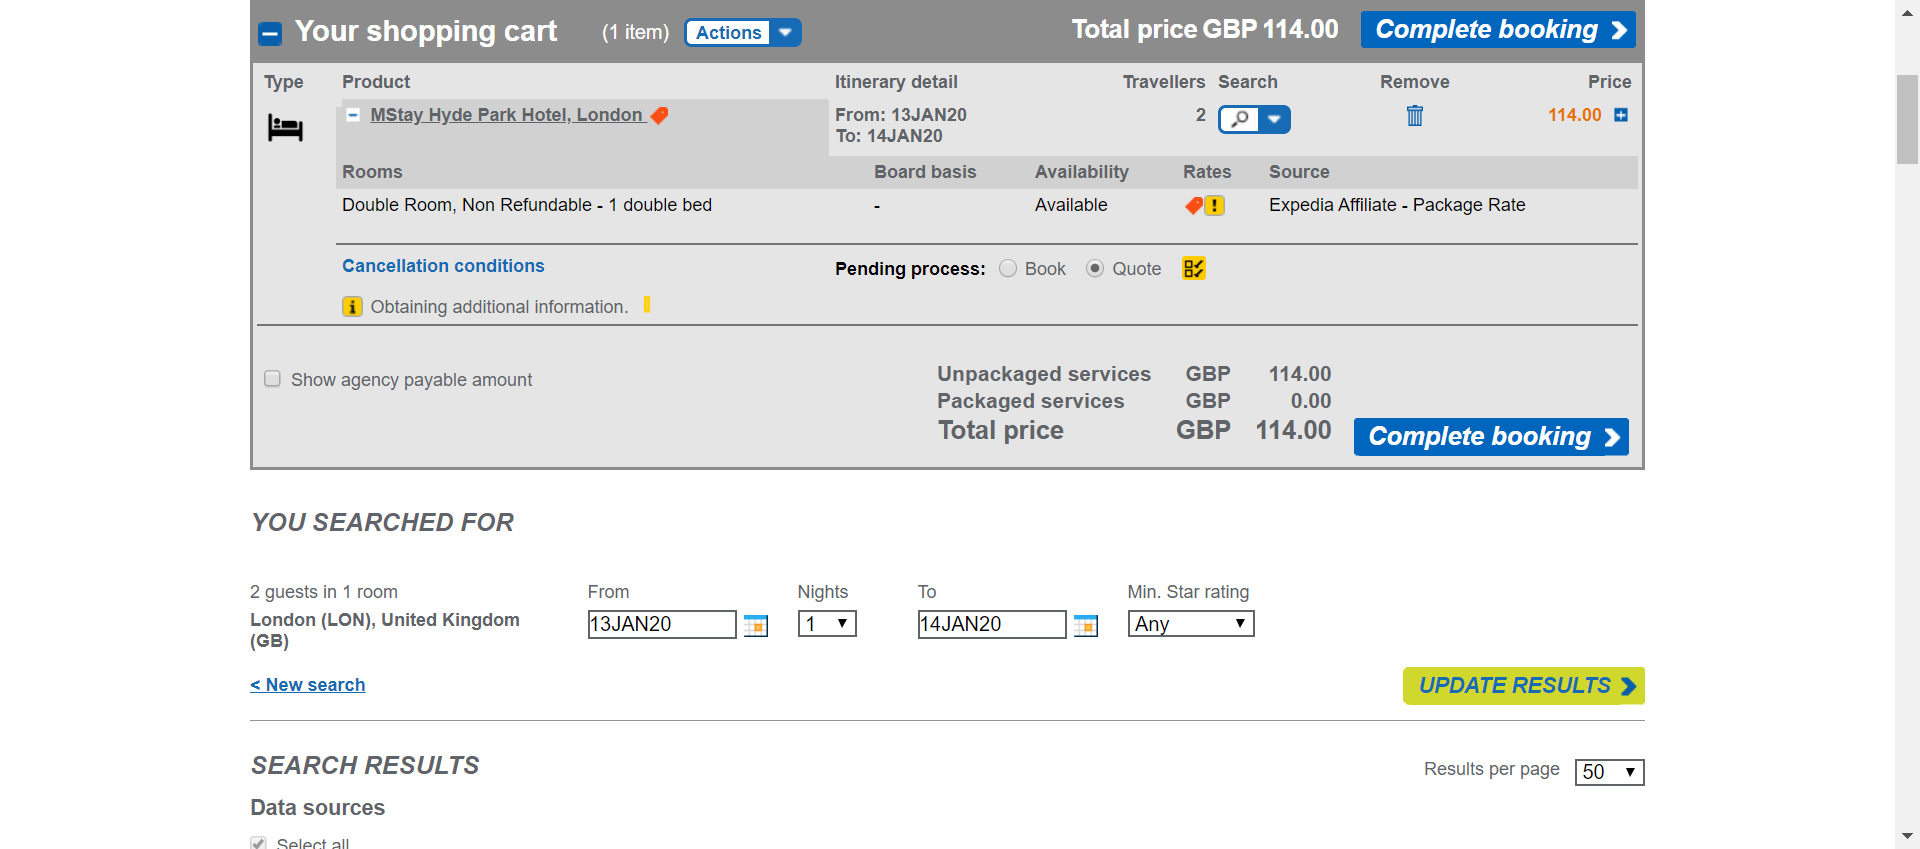 Your shopping cart (1 item) Actions Total price GBP 114.00 Complete booking
Type Product Itinerary detail Travellers Search Remove Price
MStay Hyde Park Hotel, London From: 13JAN20 2 114.00
To: 14JAN20
Rooms Board basis Availability Rates Source
Double Room, Non Refundable - 1 double bed - Available Expedia Affiliate - Package Rate
Cancellation conditions Pending process: Book Quote
Obtaining additional information.
Show agency payable amount
Unpackaged services GBP 114.00
Packaged services GBP 0.00
Total price GBP 114.00
Complete booking
YOU SEARCHED FOR
2 guests in 1 room From Nights To Min. Star rating
London (LON), United Kingdom 13JAN20 1 14JAN20 Any
(GB)
< New search UPDATE RESULTS
SEARCH RESULTS Results per page 50
Data sources
Select all